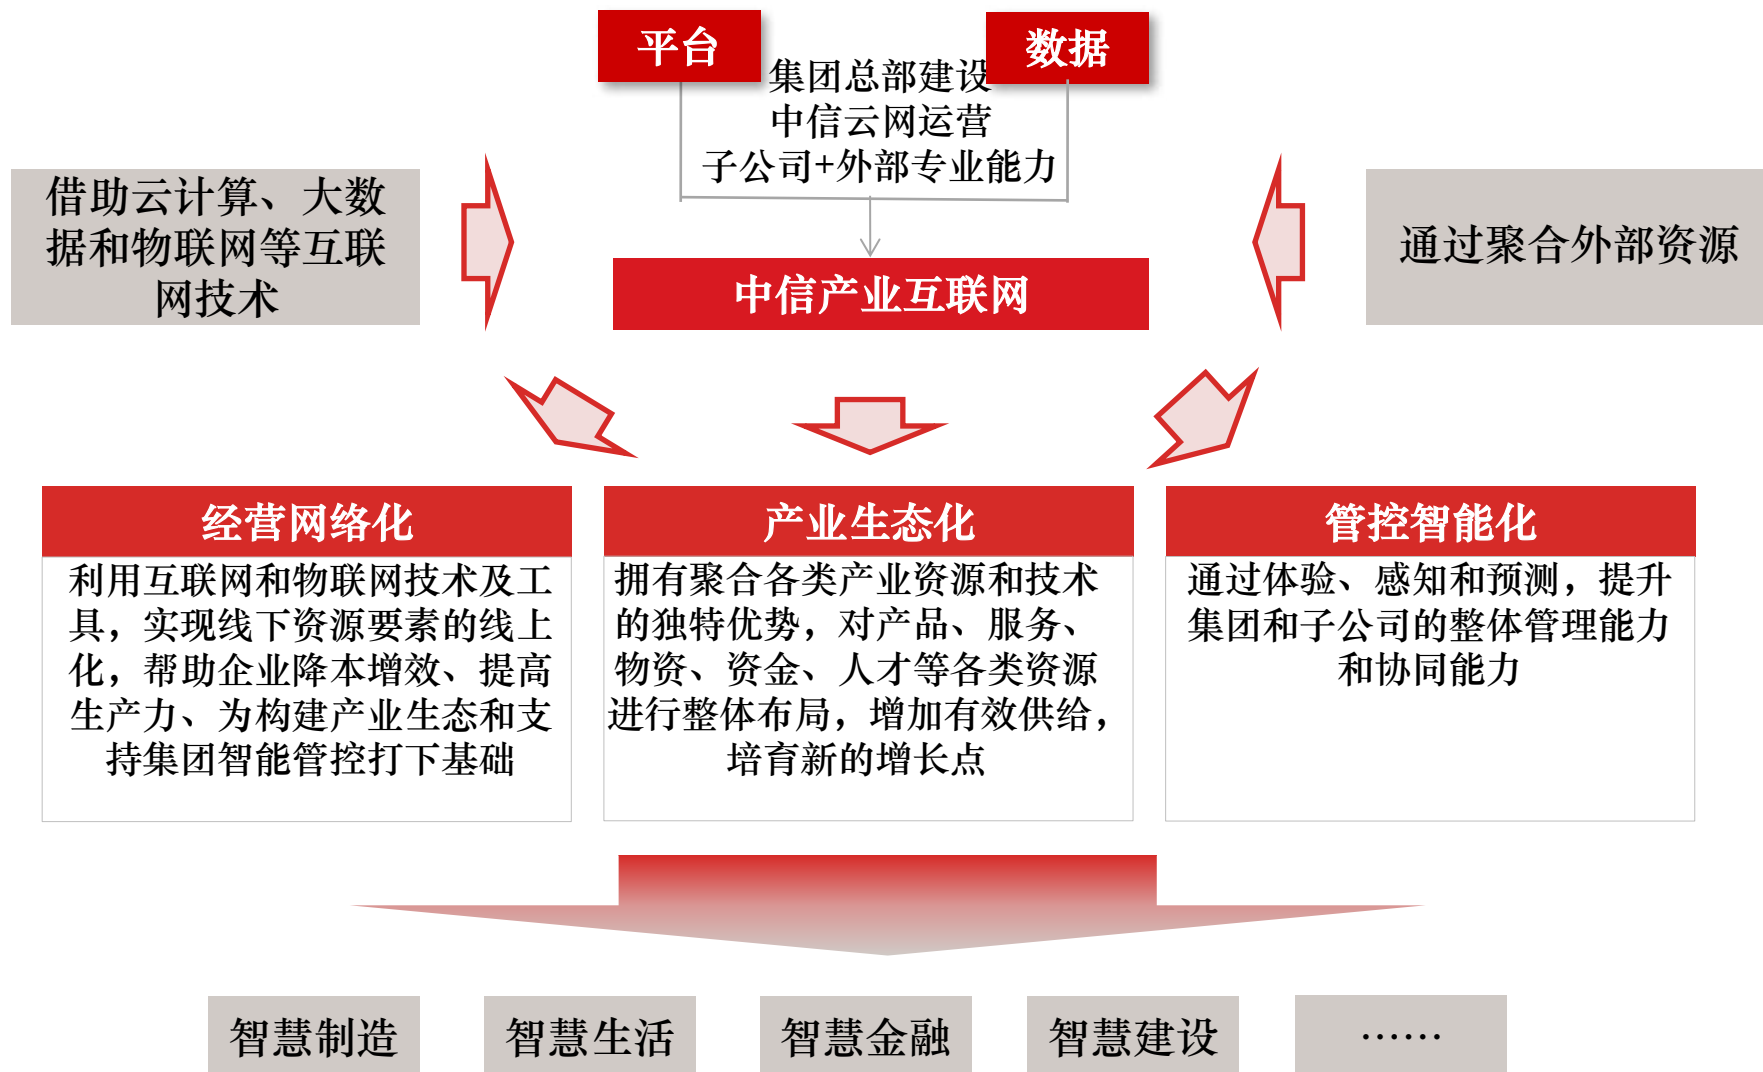 平台
数据
集团总部建设
中信云网运营
子公司+外部专业能力
借助云计算、大数
据和物联网等互联
网技术
通过聚合外部资源
中信产业互联网
经营网络化
利用互联网和物联网技术及工
具，实现线下资源要素的线上
化，帮助企业降本增效、提高
生产力、为构建产业生态和支
持集团智能管控打下基础
产业生态化
拥有聚合各类产业资源和技术
的独特优势，对产品、服务、
物资、资金、人才等各类资源
进行整体布局，增加有效供给，
培育新的增长点
管控智能化
通过体验、感知和预测，提升
集团和子公司的整体管理能力
和协同能力
智慧制造
智慧生活
智慧金融
智慧建设
······